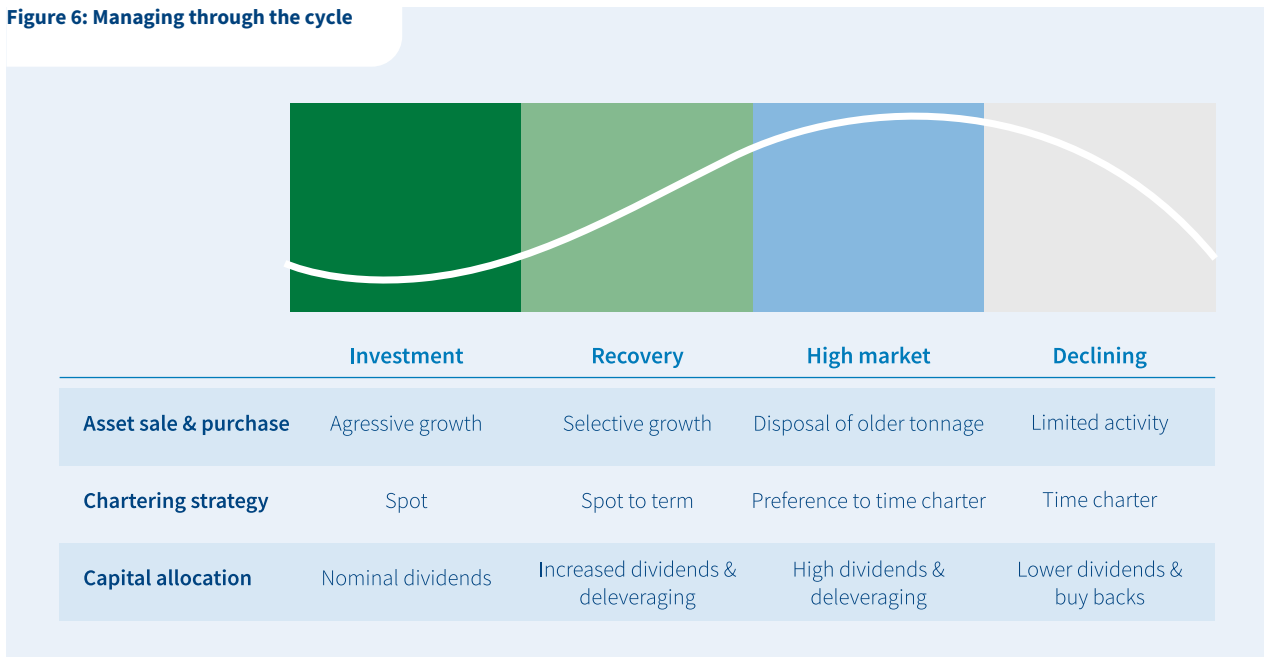 Figure 6: Managing through the cycle
Investment Recovery High market Declining
Asset sale & purchase Agressive growth Selective growth Disposal of older tonnage Limited activity
Chartering strategy Spot Spot to term Preference to time charter Time charter
Capital allocation Nominal dividends Increased dividends & deleveraging High dividends & deleveraging Lower dividends & buy backs